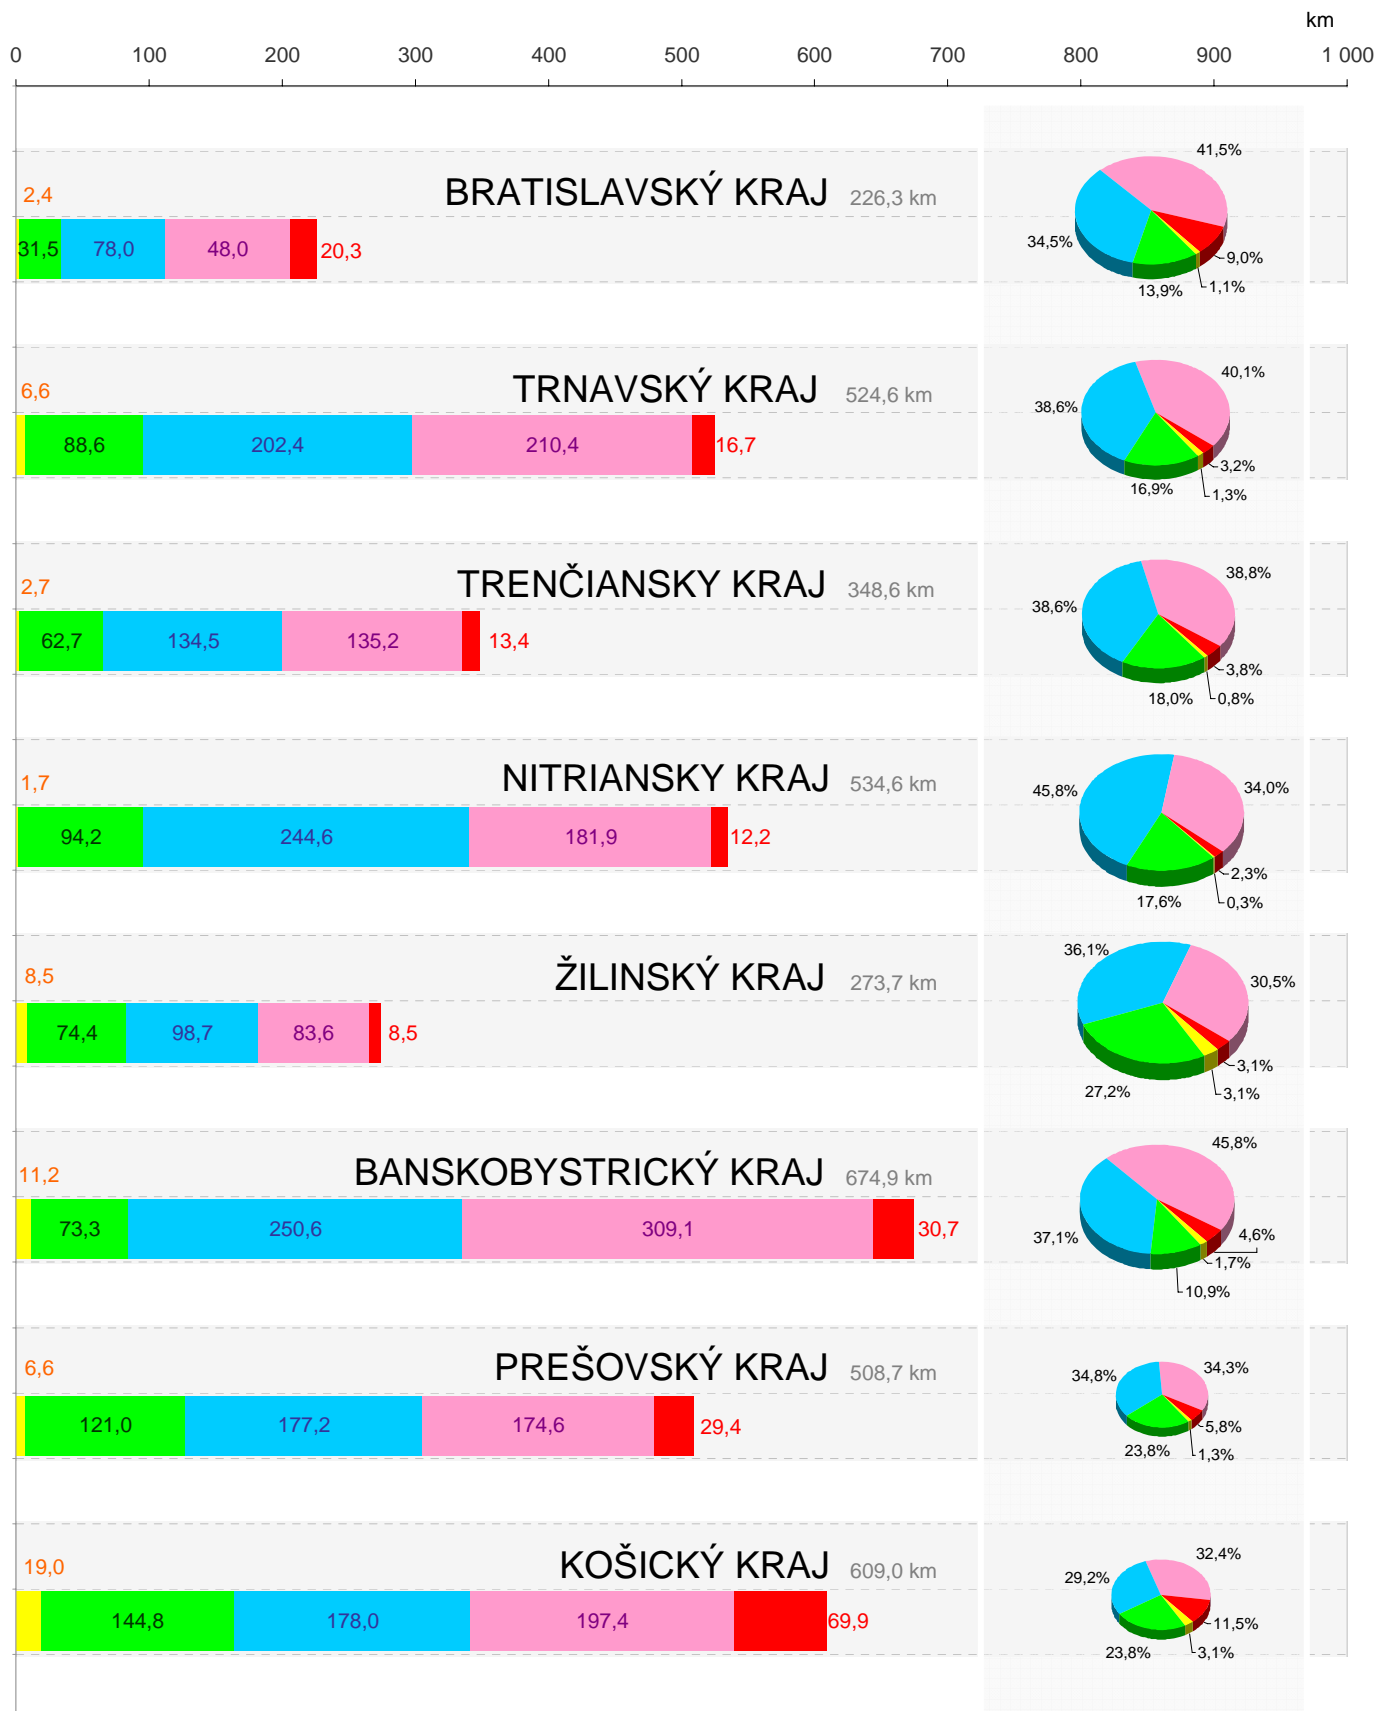 km
0 100 200 300 400 500 600 700 800 900 1 000
41,5%
2,4 BRATISLAVSKÝ KRAJ 226,3 km
31,5 78,0 48,0 20,3
34,5%
9,0%
1,1%
13,9%
40,1%
6,6 TRNAVSKÝ KRAJ 524,6 km
38,6%
88,6 202,4 210,4 16,7
3,2%
16,9%
1,3%
38,8%
2,7 TRENČIANSKY KRAJ 348,6 km
38,6%
62,7 134,5 135,2 13,4
3,8%
18,0%
0,8%
1,7 NITRIANSKY KRAJ 534,6 km
45,8%
34,0%
94,2 244,6 181,9 12,2
2,3%
17,6%
0,3%
36,1%
8,5 ŽILINSKÝ KRAJ 273,7 km
30,5%
74,4 98,7 83,6 8,5
3,1%
27,2%
3,1%
45,8%
11,2 BANSKOBYSTRICKÝ KRAJ 674,9 km
73,3 250,6 309,1 30,7
37,1%
4,6%
1,7%
10,9%
6,6 PREŠOVSKÝ KRAJ 508,7 km
34,8%
34,3%
121,0 177,2 174,6 29,4
5,8%
23,8%
1,3%
32,4%
19,0 KOŠICKÝ KRAJ 609,0 km
29,2%
144,8 178,0 197,4 69,9
11,5%
23,8%
3,1%